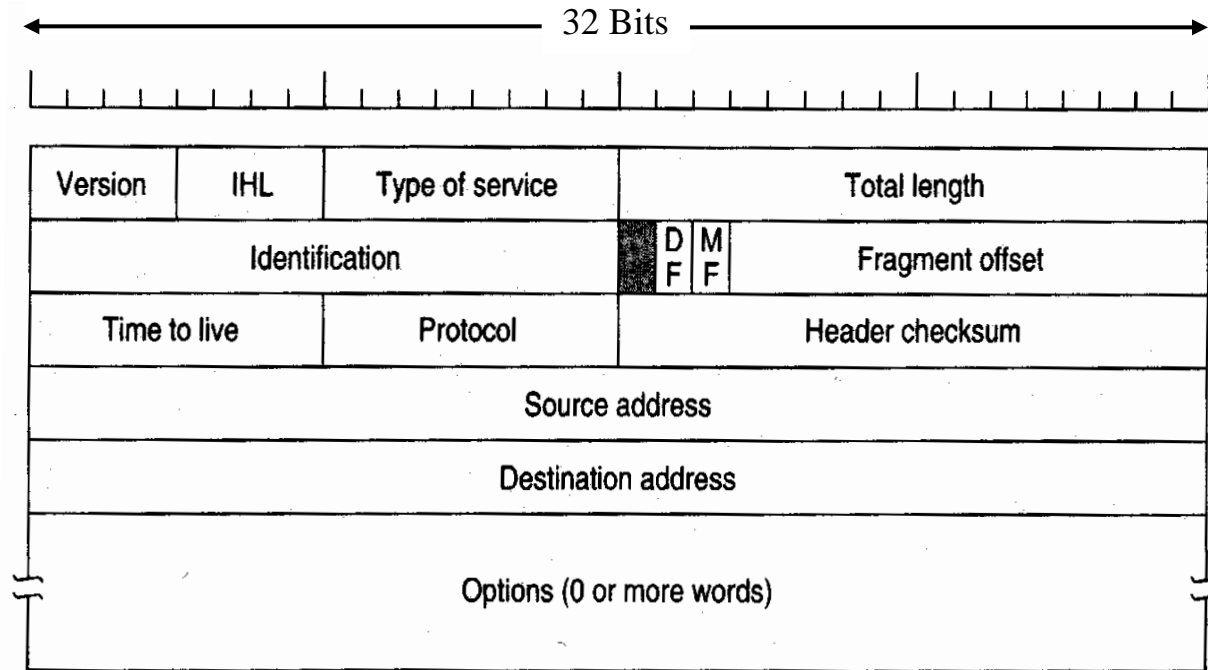 32 Bits
Version IHL Type of service Total length
Identification D F M F Fragment offset
Time to live Protocol Header checksum
Source address
Destination address
Options (0 or more words)